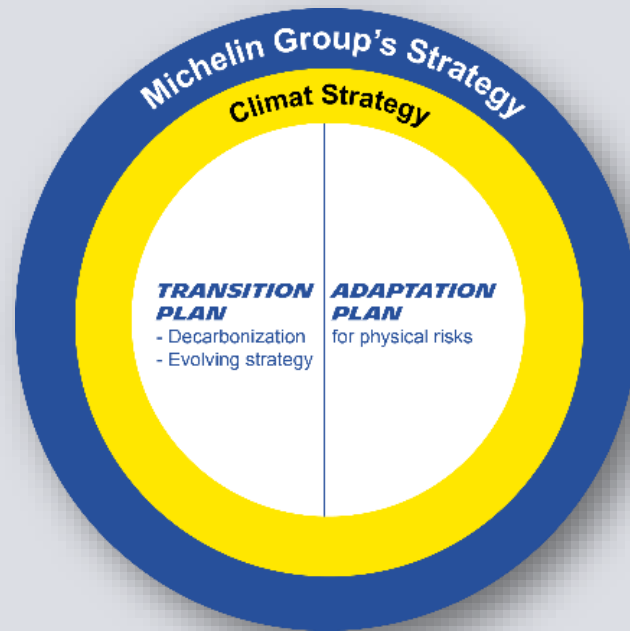 Michelin Group's Strategy
Climat Strategy
TRANSITION
PLAN
- Decarbonization
- Evolving strategy
ADAPTATION
PLAN
for physical risks